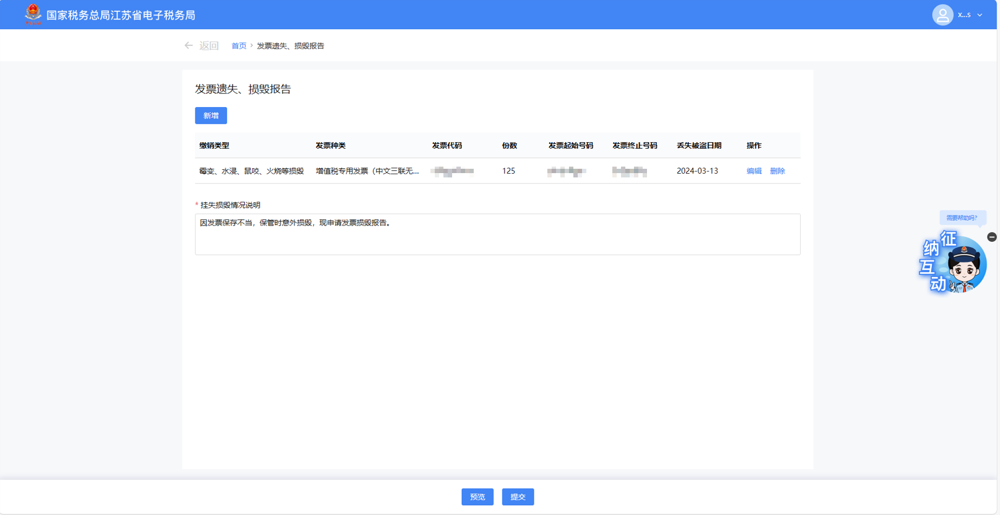 国家税务总局江苏省电子税务局
x...s
返回 首页 > 发票遗失、损毁报告
发票遗失、损毁报告
新增
缴销类型 发票种类 发票代码 份数 发票起始号码 发票终止号码 丢失被盗日期 操作
霉变、水浸、鼠咬、火烧等损毁 增值税专用发票（中文三联无... 125 2024-03-13 编辑 删除
* 挂失损毁情况说明
因发票保存不当，保管时意外损毁，现申请发票损毁报告。
需要帮助吗?
征纳互动
预览 提交